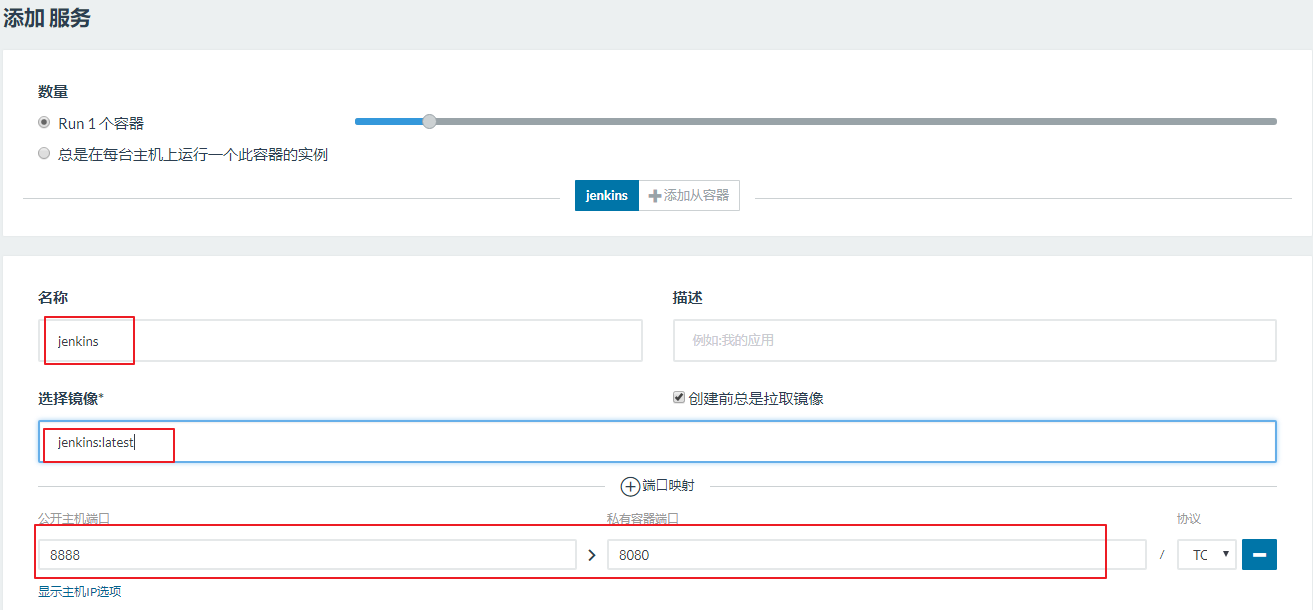 添加 服务
数量
Run 1 个容器
总是在每台主机上运行一个此容器的实例
jenkins
添加从容器
名称
描述
jenkins
例如:我的应用
选择镜像*
创建前总是拉取镜像
jenkins:latest
端口映射
公开主机端口
私有容器端口
协议
8888
8080
/
TC
显示主机IP选项